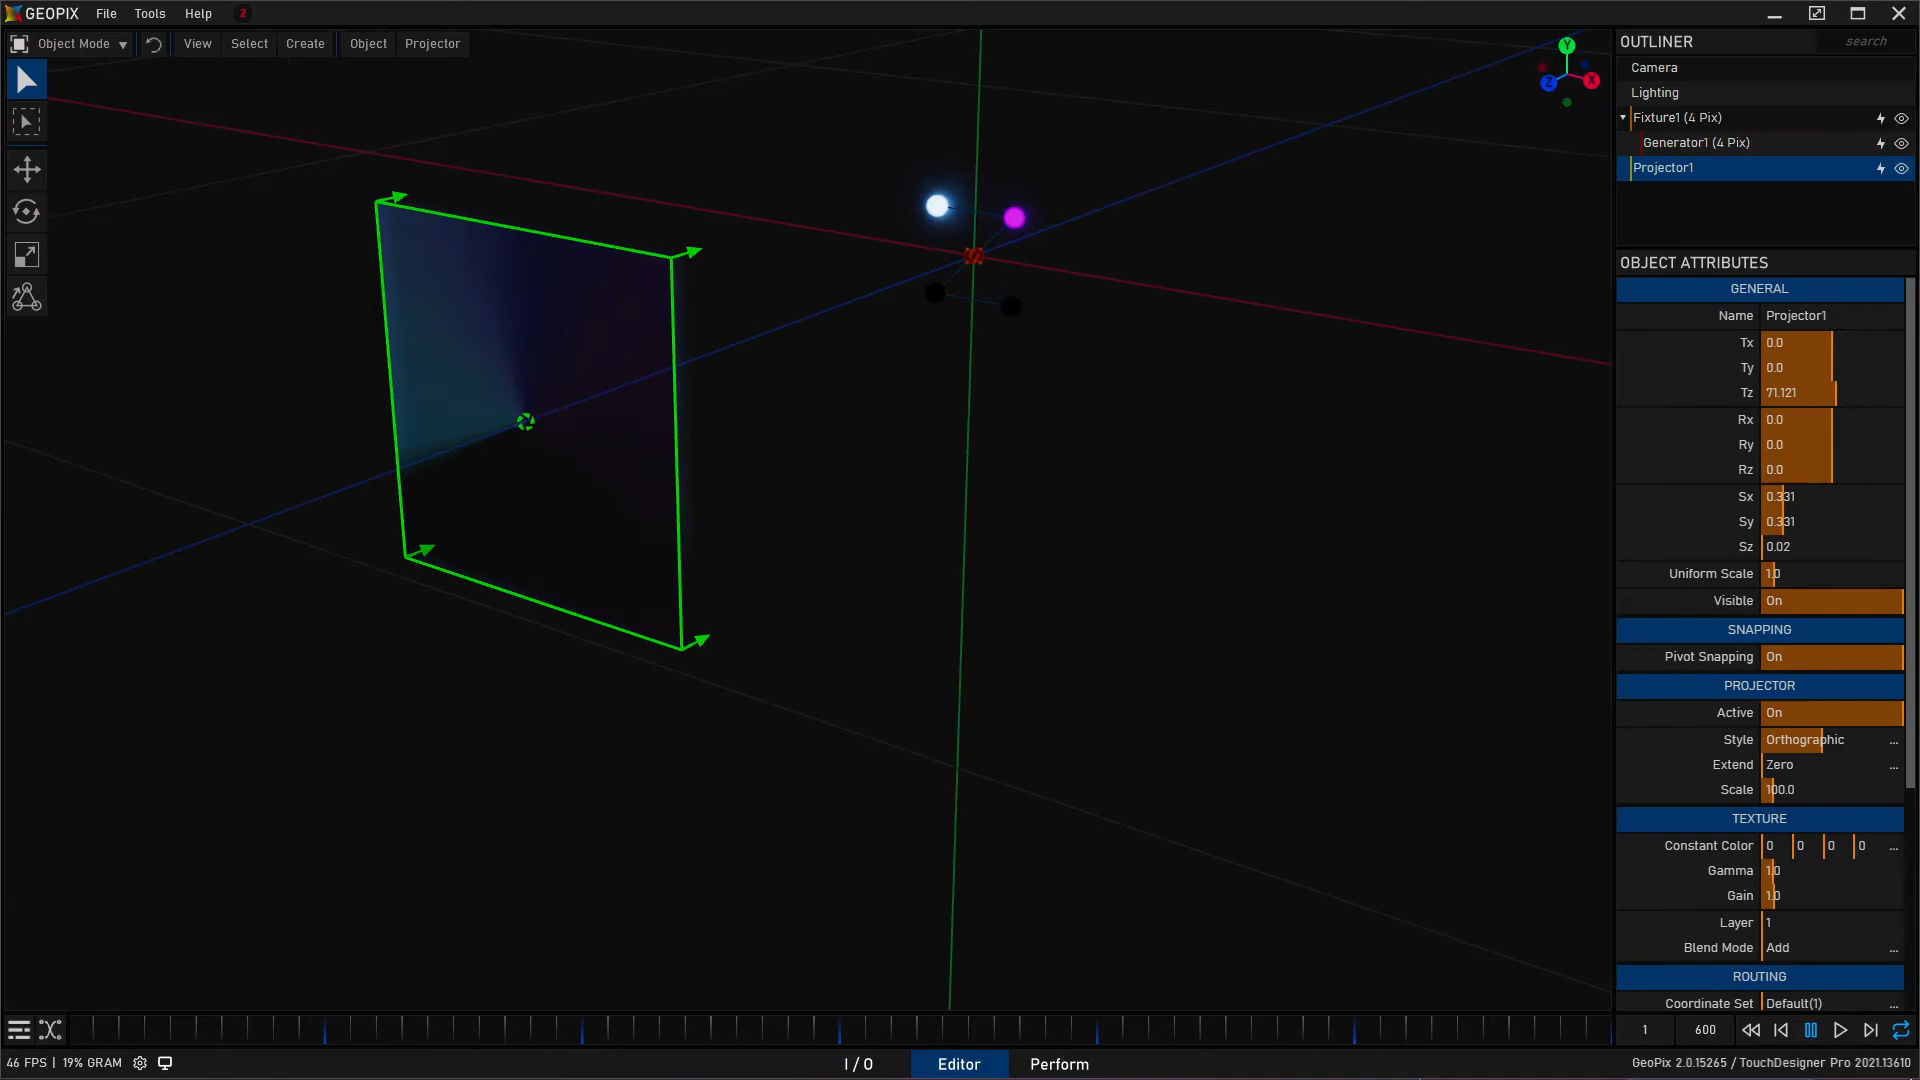 GEOPIX File Tools Help 2
Object Mode View Select Create Object Projector
OUTLINER search
Camera
Lighting
Fixture1 (4 Pix)
Generator1 (4 Pix)
Projector1
Y
Z X
OBJECT ATTRIBUTES
GENERAL
Name Projector1
Tx 0.0
Ty 0.0
Tz 71.121
Rx 0.0
Ry 0.0
Rz 0.0
Sx 0.331
Sy 0.331
Sz 0.02
Uniform Scale 1.0
Visible On
SNAPPING
Pivot Snapping On
PROJECTOR
Active On
Style Orthographic ...
Extend Zero ...
Scale 100.0
TEXTURE
Constant Color 0 0 0 0 ...
Gamma 1.0
Gain 1.0
Layer 1
Blend Mode Add ...
ROUTING
Coordinate Set Default(1) ...
1 600
46 FPS | 19% GRAM I / O Editor Perform GeoPix 2.0.15265 / TouchDesigner Pro 2021.13610